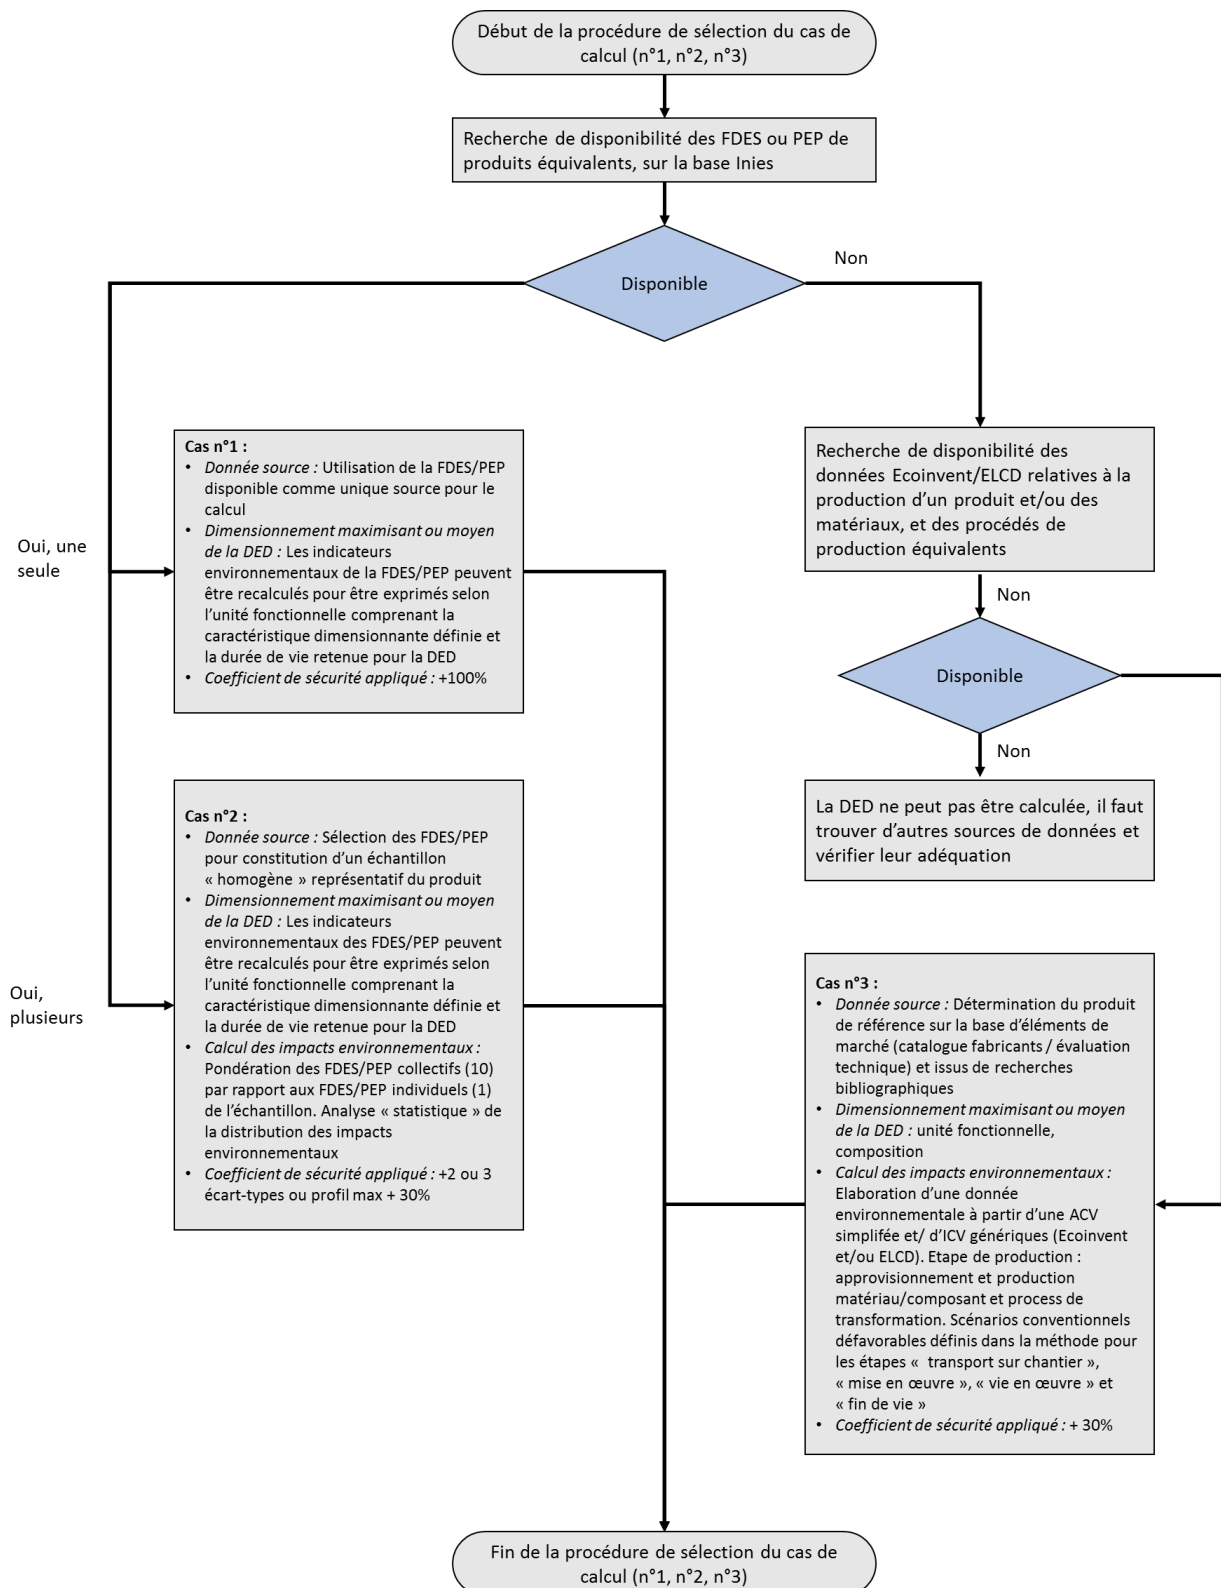 Début de la procédure de sélection du cas de
calcul (n°1, n°2, n°3)
Recherche de disponibilité des FDES ou PEP de
produits équivalents, sur la base Inies
Disponible
Non
Oui, une
seule
Cas n°1 :
• Donnée source : Utilisation de la FDES/PEP
disponible comme unique source pour le
calcul
• Dimensionnement maximisant ou moyen
de la DED : Les indicateurs
environnementaux de la FDES/PEP peuvent
être recalculés pour être exprimés selon
l’unité fonctionnelle comprenant la
caractéristique dimensionnante définie et
la durée de vie retenue pour la DED
• Coefficient de sécurité appliqué : +100%
Recherche de disponibilité des
données Ecoinvent/ELCD relatives à la
production d’un produit et/ou des
matériaux, et des procédés de
production équivalents
Non
Disponible
Non
La DED ne peut pas être calculée, il faut
trouver d’autres sources de données et
vérifier leur adéquation
Oui,
plusieurs
Cas n°2 :
• Donnée source : Sélection des FDES/PEP
pour constitution d’un échantillon
« homogène » représentatif du produit
• Dimensionnement maximisant ou moyen
de la DED : Les indicateurs
environnementaux des FDES/PEP peuvent
être recalculés pour être exprimés selon
l’unité fonctionnelle comprenant la
caractéristique dimensionnante définie et
la durée de vie retenue pour la DED
• Calcul des impacts environnementaux :
Pondération des FDES/PEP collectifs (10)
par rapport aux FDES/PEP individuels (1)
de l’échantillon. Analyse « statistique » de
la distribution des impacts
environnementaux
• Coefficient de sécurité appliqué : +2 ou 3
écart-types ou profil max + 30%
Cas n°3 :
• Donnée source : Détermination du produit
de référence sur la base d’éléments de
marché (catalogue fabricants / évaluation
technique) et issus de recherches
bibliographiques
• Dimensionnement maximisant ou moyen
de la DED : unité fonctionnelle,
composition
• Calcul des impacts environnementaux :
Elaboration d’une donnée
environnementale à partir d’une ACV
simplifée et/ d’ICV génériques (Ecoinvent
et/ou ELCD). Etape de production :
approvisionnement et production
matériau/composant et process de
transformation. Scénarios conventionnels
défavorables définis dans la méthode pour
les étapes « transport sur chantier »,
« mise en œuvre », « vie en œuvre » et
« fin de vie »
• Coefficient de sécurité appliqué : + 30%
Fin de la procédure de sélection du cas de
calcul (n°1, n°2, n°3)